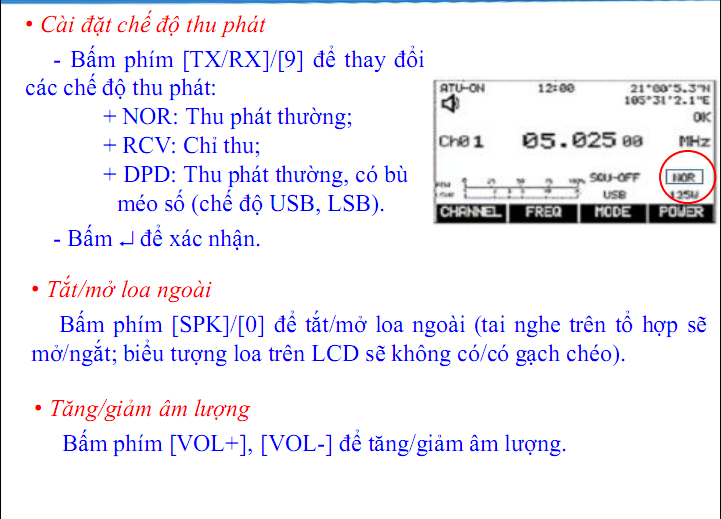 • Cài đặt chế độ thu phát
- Bấm phím [TX/RX]/[9] để thay đổi
các chế độ thu phát:
+ NOR: Thu phát thường;
+ RCV: Chỉ thu;
+ DPD: Thu phát thường, có bù
méo số (chế độ USB, LSB).
- Bấm ↵ để xác nhận.
ATU-ON 12:00 21°00'5.3"N
105°31'2.1"E
OK
Ch01 05.025 00 MHz
0 25 50 75 100% SQU-OFF NOR
USB 125W
CHANNEL FREQ MODE POWER
• Tắt/mở loa ngoài
Bấm phím [SPK]/[0] để tắt/mở loa ngoài (tai nghe trên tổ hợp sẽ
mở/ngắt; biểu tượng loa trên LCD sẽ không có/có gạch chéo).
• Tăng/giảm âm lượng
Bấm phím [VOL+], [VOL-] để tăng/giảm âm lượng.